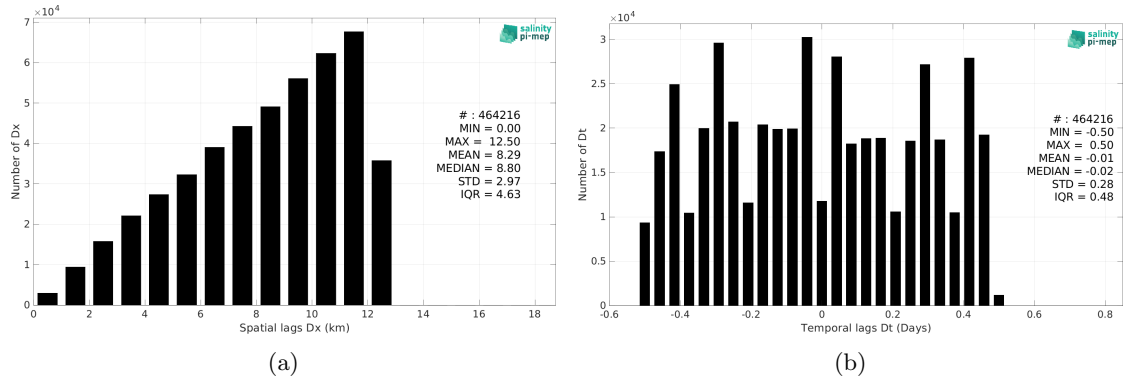 ×10⁴
7
6
5
4
3
2
1
0
Number of Dx
0 2 4 6 8 10 12 14 16 18
Spatial lags Dx (km)
salinity
pi-mep
# : 464216
MIN = 0.00
MAX = 12.50
MEAN = 8.29
MEDIAN = 8.80
STD = 2.97
IQR = 4.63
(a)
×10⁴
3
2.5
2
1.5
1
0.5
0
Number of Dt
-0.6 -0.4 -0.2 0 0.2 0.4 0.6 0.8
Temporal lags Dt (Days)
salinity
pi-mep
# : 464216
MIN = -0.50
MAX = 0.50
MEAN = -0.01
MEDIAN = -0.02
STD = 0.28
IQR = 0.48
(b)